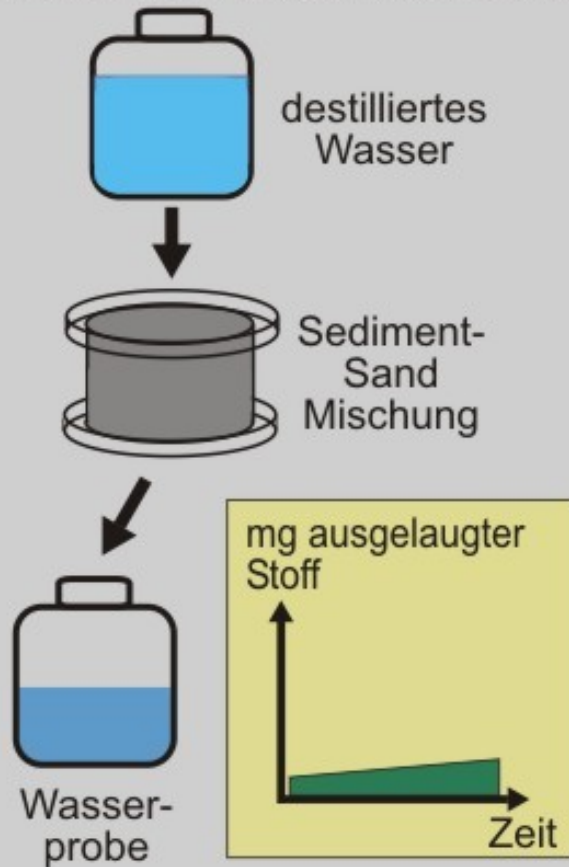 destilliertes
Wasser
Sediment-
Sand
Mischung
mg ausgelaugter
Stoff
Zeit
Wasser-
probe